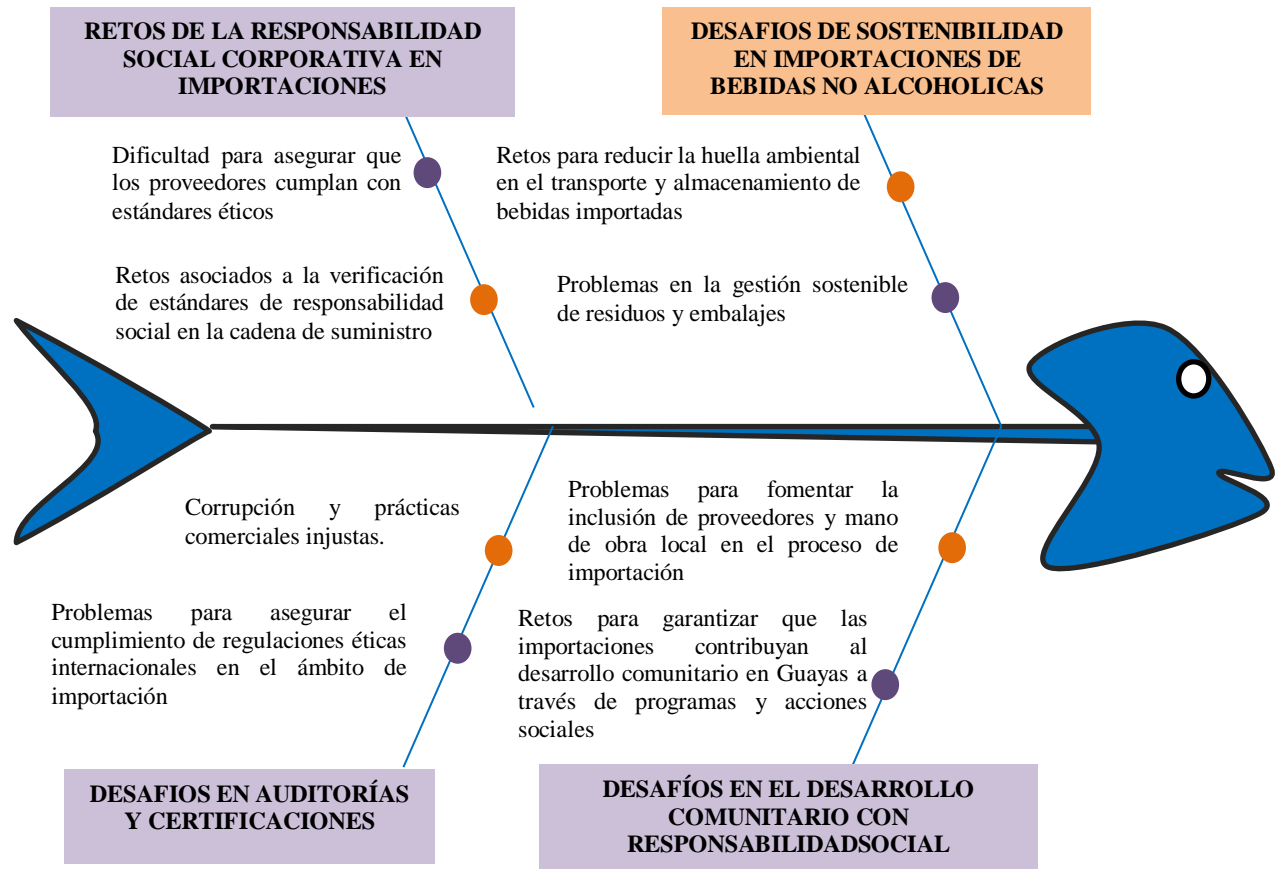 RETOS DE LA RESPONSABILIDAD
SOCIAL CORPORATIVA EN
IMPORTACIONES
DESAFIOS DE SOSTENIBILIDAD
EN IMPORTACIONES DE
BEBIDAS NO ALCOHOLICAS
Dificultad para asegurar que
los proveedores cumplan con
estándares éticos
Retos para reducir la huella ambiental
en el transporte y almacenamiento de
bebidas importadas
Retos asociados a la verificación
de estándares de responsabilidad
social en la cadena de suministro
Problemas en la gestión sostenible
de residuos y embalajes
Corrupción y prácticas
comerciales injustas.
Problemas para fomentar la
inclusión de proveedores y mano
de obra local en el proceso de
importación
Problemas para asegurar el
cumplimiento de regulaciones éticas
internacionales en el ámbito de
importación
Retos para garantizar que las
importaciones contribuyan al
desarrollo comunitario en Guayas a
través de programas y acciones
sociales
DESAFIOS EN AUDITORÍAS
Y CERTIFICACIONES
DESAFÍOS EN EL DESARROLLO
COMUNITARIO CON
RESPONSABILIDADSOCIAL